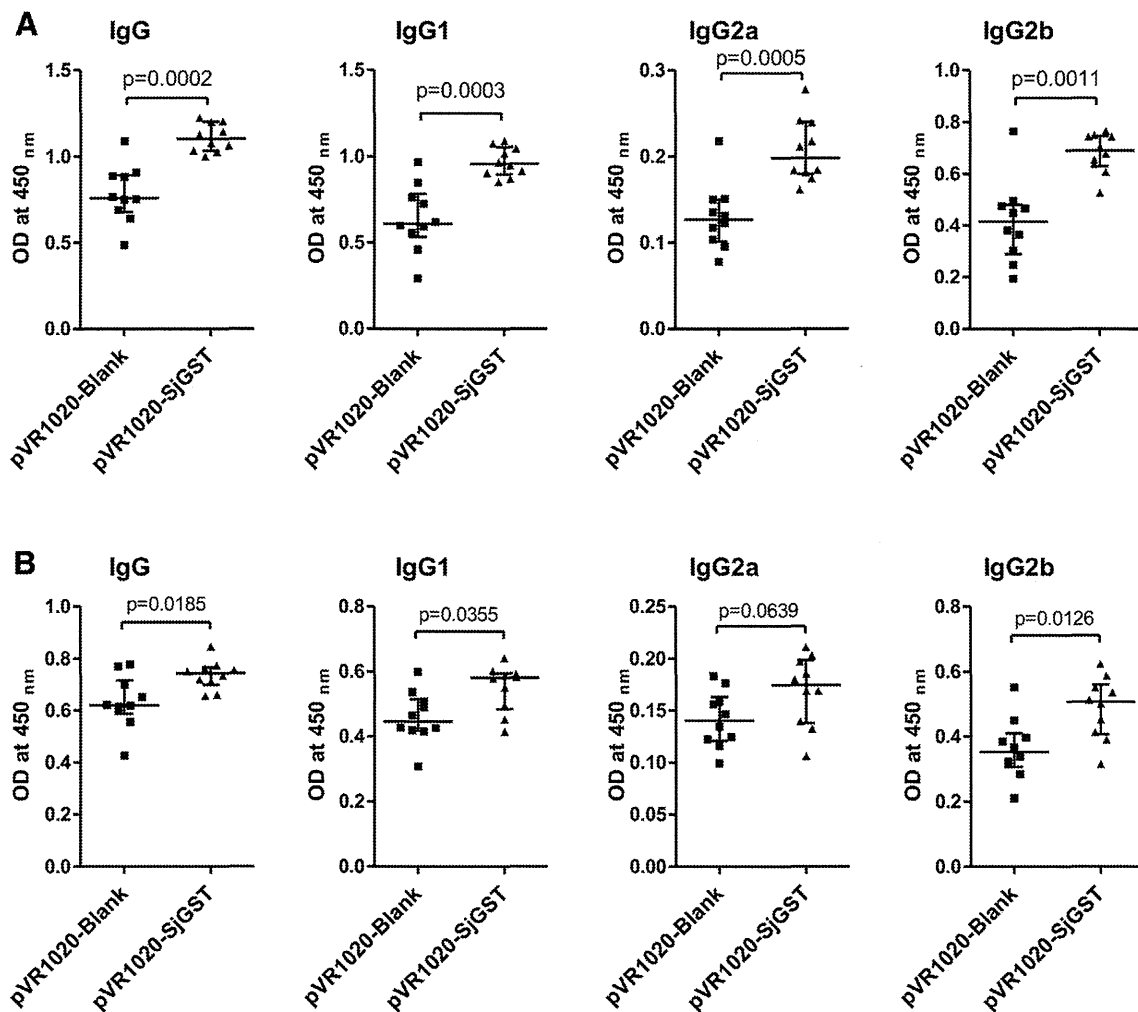 A
IgG
IgG1
IgG2a
IgG2b
p=0.0002
p=0.0003
p=0.0005
p=0.0011
OD at 450 nm
1.5
1.0
0.5
0.0
OD at 450 nm
1.5
1.0
0.5
0.0
OD at 450 nm
0.3
0.2
0.1
0.0
OD at 450 nm
1.0
0.8
0.6
0.4
0.2
0.0
pVR1020-Blank
pVR1020-SjGST
pVR1020-Blank
pVR1020-SjGST
pVR1020-Blank
pVR1020-SjGST
pVR1020-Blank
pVR1020-SjGST
B
IgG
IgG1
IgG2a
IgG2b
p=0.0185
p=0.0355
p=0.0639
p=0.0126
OD at 450 nm
1.0
0.8
0.6
0.4
0.2
0.0
OD at 450 nm
0.8
0.6
0.4
0.2
0.0
OD at 450 nm
0.25
0.20
0.15
0.10
0.05
0.00
OD at 450 nm
0.8
0.6
0.4
0.2
0.0
pVR1020-Blank
pVR1020-SjGST
pVR1020-Blank
pVR1020-SjGST
pVR1020-Blank
pVR1020-SjGST
pVR1020-Blank
pVR1020-SjGST